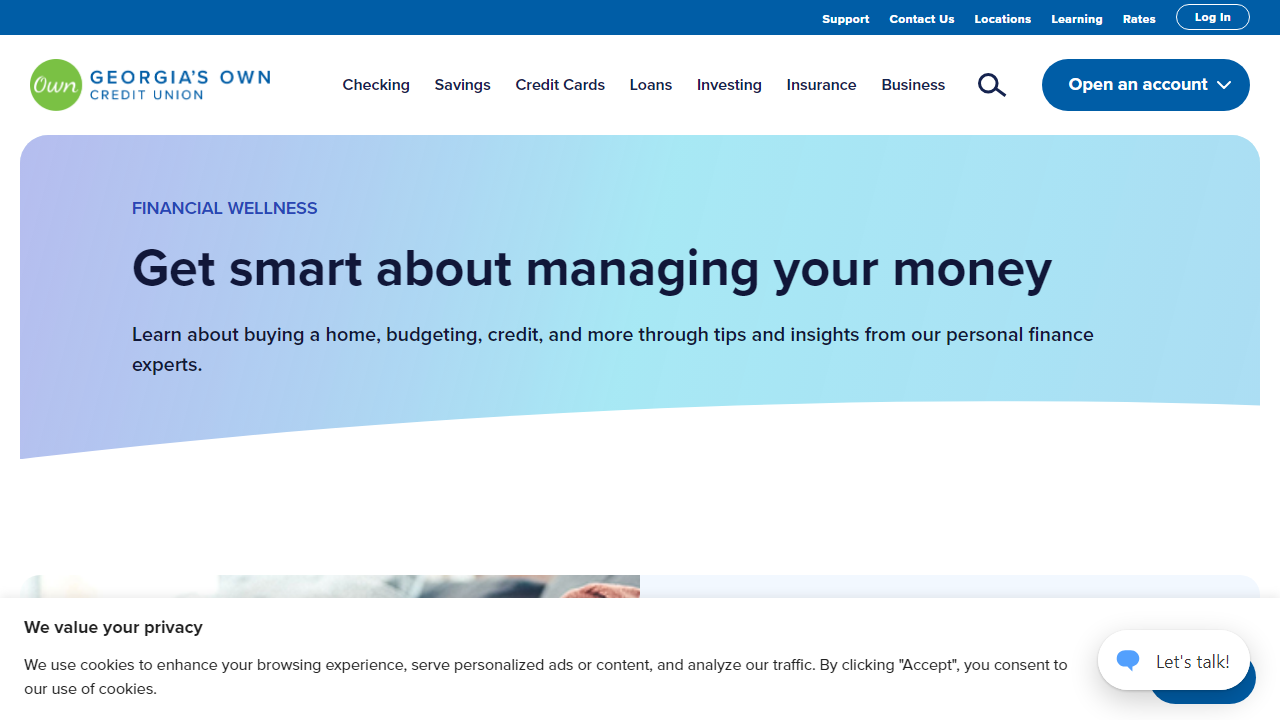 Support Contact Us Locations Learning Rates Log In
Own GEORGIA'S OWN
CREDIT UNION
Checking Savings Credit Cards Loans Investing Insurance Business Open an account
FINANCIAL WELLNESS
Get smart about managing your money
Learn about buying a home, budgeting, credit, and more through tips and insights from our personal finance
experts.
We value your privacy
We use cookies to enhance your browsing experience, serve personalized ads or content, and analyze our traffic. By clicking "Accept", you consent to
our use of cookies.
Let's talk!